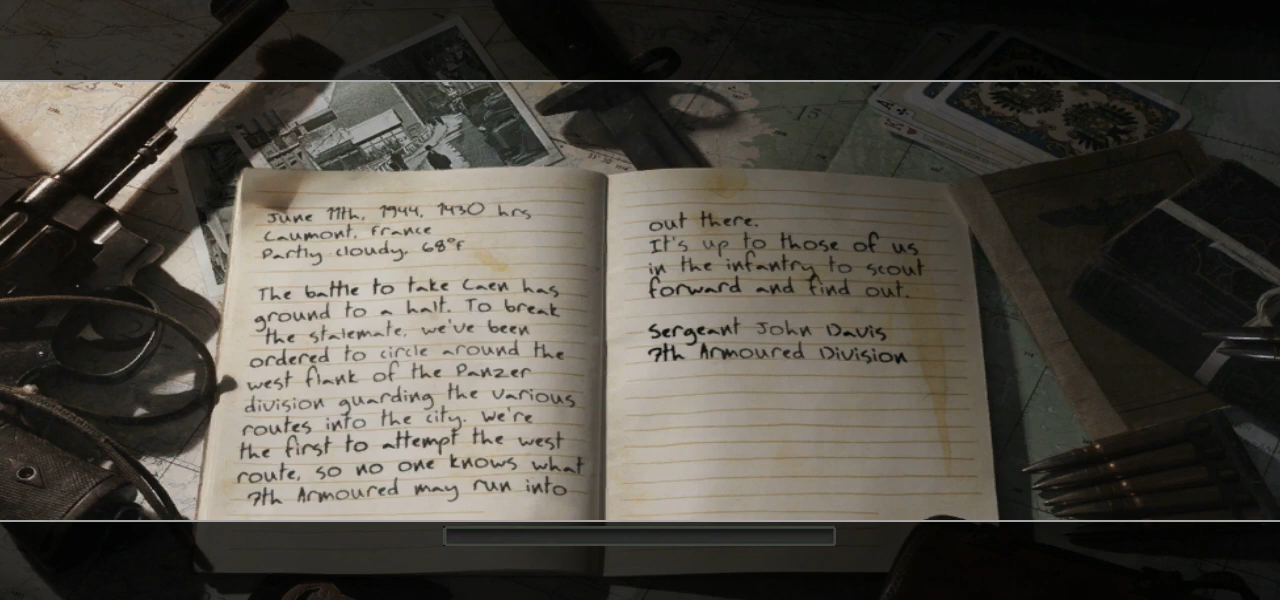 June 11th, 1944, 1430 hrs
Caumont, France
Partly cloudy, 68°F
The battle to take Caen has
ground to a halt. To break
the stalemate, we've been
ordered to circle around the
west flank of the Panzer
division guarding the various
routes into the city. We're
the first to attempt the west
route, so no one knows what
7th Armoured may run into
out there.
It's up to those of us
in the infantry to scout
forward and find out.
Sergeant John Davis
7th Armoured Division